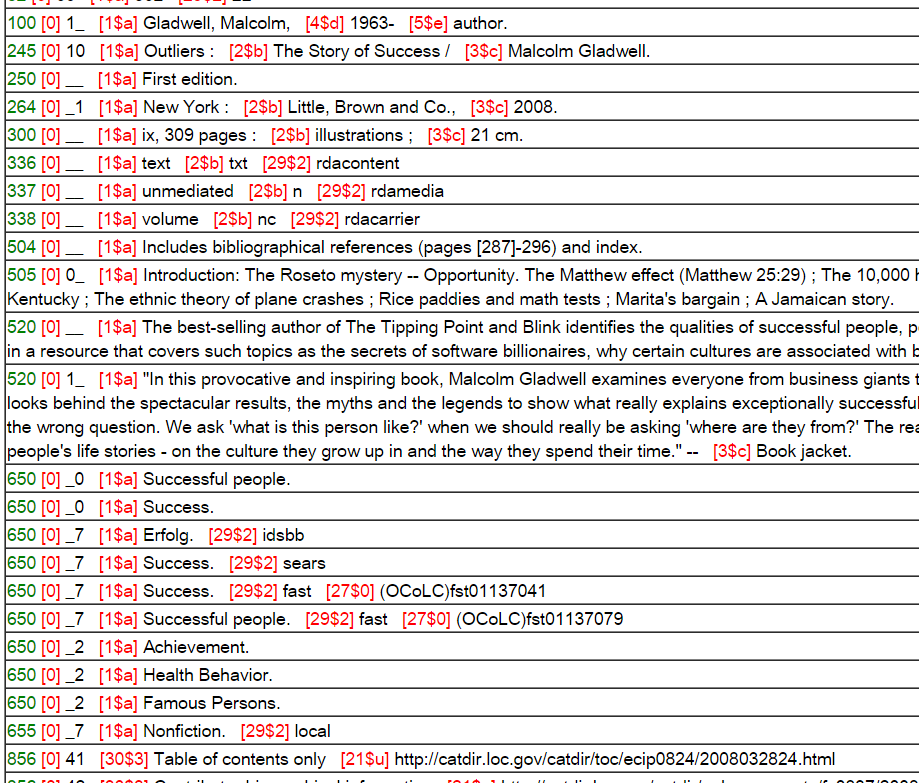 100 [0] 1_ [1$a] Gladwell, Malcolm, [4$d] 1963- [5$e] author.
245 [0] 10 [1$a] Outliers : [2$b] The Story of Success / [3$c] Malcolm Gladwell.
250 [0] __ [1$a] First edition.
264 [0] _1 [1$a] New York : [2$b] Little, Brown and Co., [3$c] 2008.
300 [0] __ [1$a] ix, 309 pages : [2$b] illustrations ; [3$c] 21 cm.
336 [0] __ [1$a] text [2$b] txt [29$2] rdacontent
337 [0] __ [1$a] unmediated [2$b] n [29$2] rdamedia
338 [0] __ [1$a] volume [2$b] nc [29$2] rdacarrier
504 [0] __ [1$a] Includes bibliographical references (pages [287]-296) and index.
505 [0] 0_ [1$a] Introduction: The Roseto mystery -- Opportunity. The Matthew effect (Matthew 25:29) ; The 10,000
Kentucky ; The ethnic theory of plane crashes ; Rice paddies and math tests ; Marita's bargain ; A Jamaican story.
520 [0] __ [1$a] The best-selling author of The Tipping Point and Blink identifies the qualities of successful people,
in a resource that covers such topics as the secrets of software billionaires, why certain cultures are associated with
520 [0] 1_ [1$a] "In this provocative and inspiring book, Malcolm Gladwell examines everyone from business giants
looks behind the spectacular results, the myths and the legends to show what really explains exceptionally successful
the wrong question. We ask 'what is this person like?' when we should really be asking 'where are they from?' The
people's life stories - on the culture they grow up in and the way they spend their time." -- [3$c] Book jacket.
650 [0] _0 [1$a] Successful people.
650 [0] _0 [1$a] Success.
650 [0] _7 [1$a] Erfolg. [29$2] idsbb
650 [0] _7 [1$a] Success. [29$2] sears
650 [0] _7 [1$a] Success. [29$2] fast [27$0] (OCoLC)fst01137041
650 [0] _7 [1$a] Successful people. [29$2] fast [27$0] (OCoLC)fst01137079
650 [0] _2 [1$a] Achievement.
650 [0] _2 [1$a] Health Behavior.
650 [0] _2 [1$a] Famous Persons.
655 [0] _7 [1$a] Nonfiction. [29$2] local
856 [0] 41 [30$3] Table of contents only [21$u] http://catdir.loc.gov/catdir/toc/ecip0824/2008032824.html